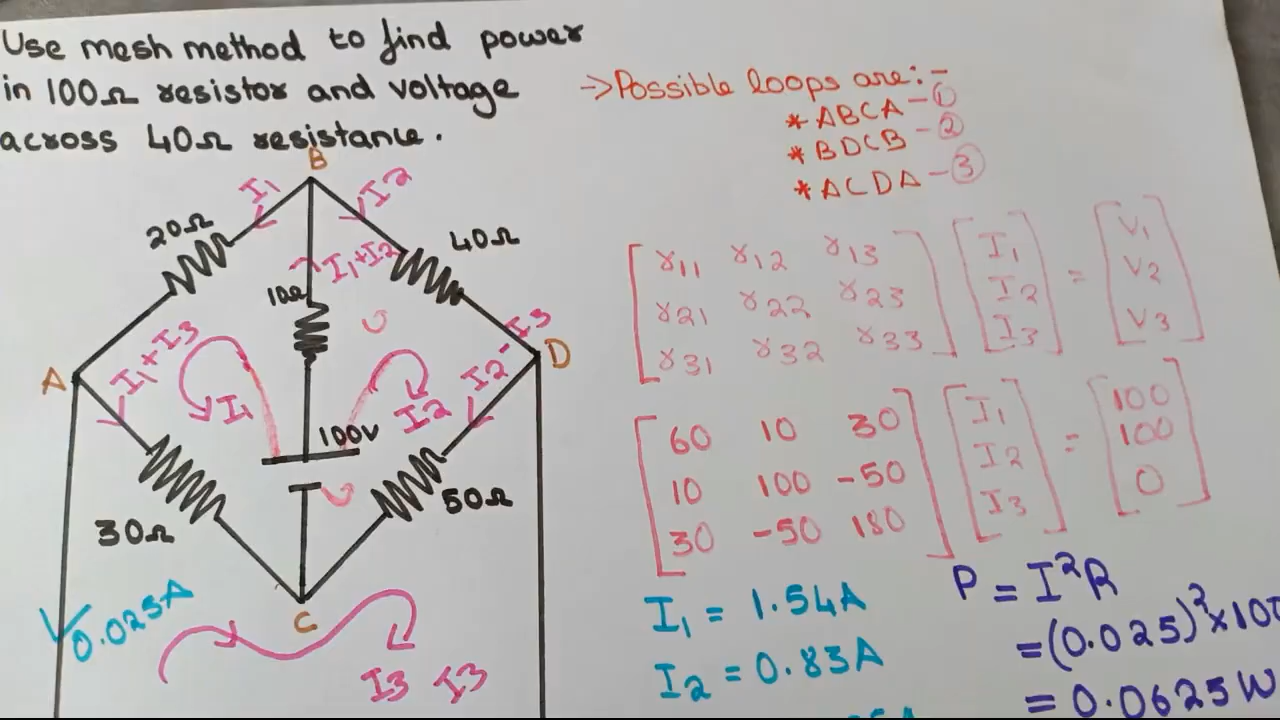 Use mesh method to find power
in 100Ω resistor and voltage
across 40Ω resistance.
→Possible loops are:-
*ABCA-①
*BDCB-②
*ACDA-③
B
I1 I2
20Ω 40Ω
I1+I2
10Ω
I3
A D
I1+I3 I2-
I1 I2
100V
30Ω 50Ω
0.025A
C
I3 I3
r11 r12 r13 I1 V1
r21 r22 r23 I2 = V2
r31 r32 r33 I3 V3
60 10 30 I1 100
10 100 -50 I2 = 100
30 -50 180 I3 0
I1 = 1.54A
I2 = 0.83A
P = I²R
=(0.025)²×100
= 0.0625W